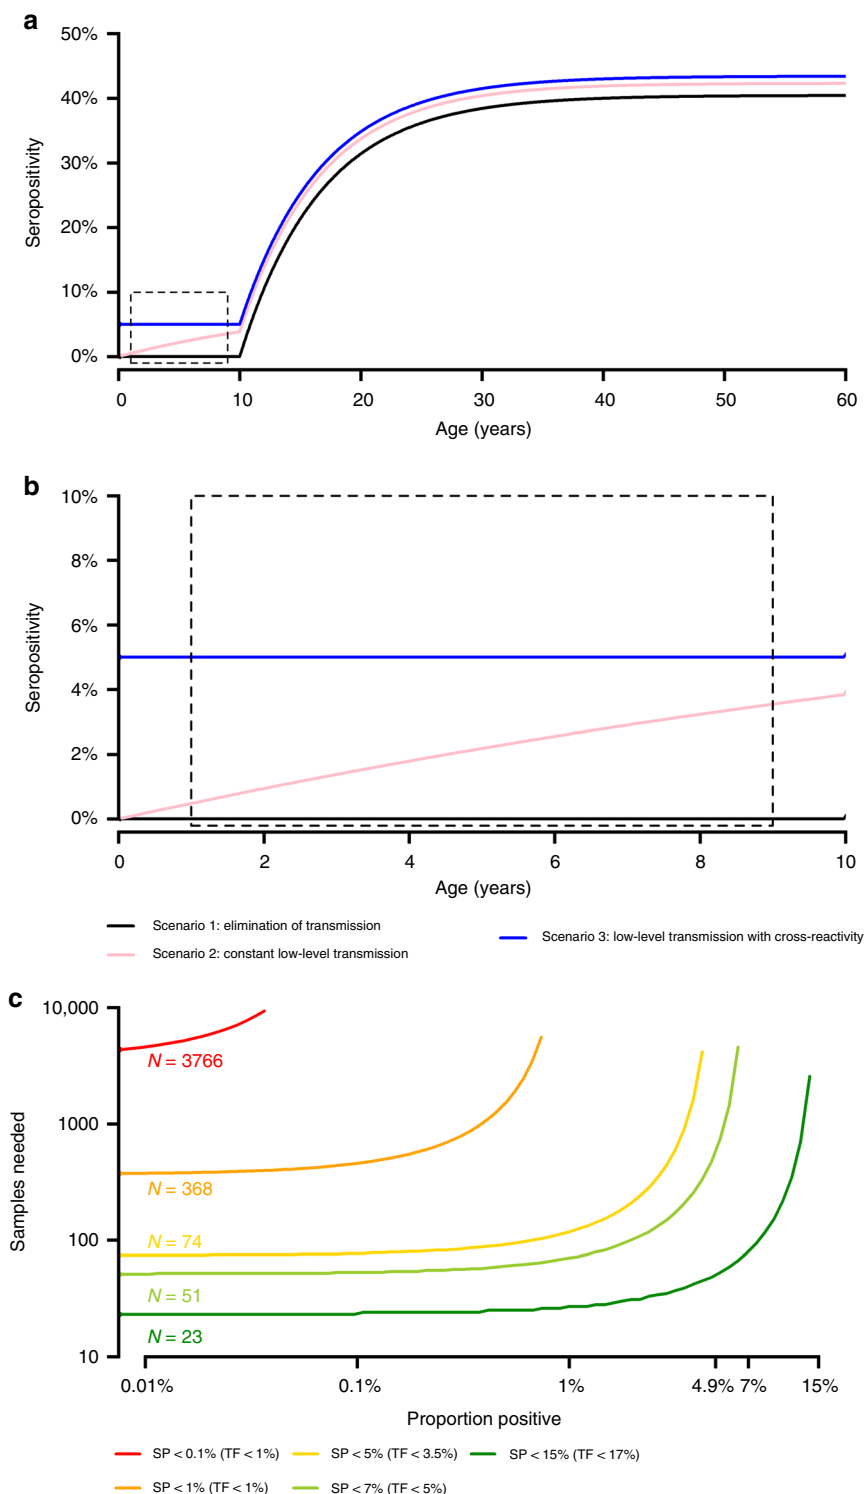 a
50%
40%
30%
20%
10%
0%
Seropositivity
0 10 20 30 40 50 60
Age (years)
b
10%
8%
6%
4%
2%
0%
Seropositivity
0 2 4 6 8 10
Age (years)
Scenario 1: elimination of transmission
Scenario 2: constant low-level transmission
Scenario 3: low-level transmission with cross-reactivity
c
10,000
1000
100
10
Samples needed
N = 3766
N = 368
N = 74
N = 51
N = 23
0.01% 0.1% 1% 4.9% 7% 15%
Proportion positive
SP < 0.1% (TF < 1%) SP < 5% (TF < 3.5%) SP < 15% (TF < 17%)
SP < 1% (TF < 1%) SP < 7% (TF < 5%)